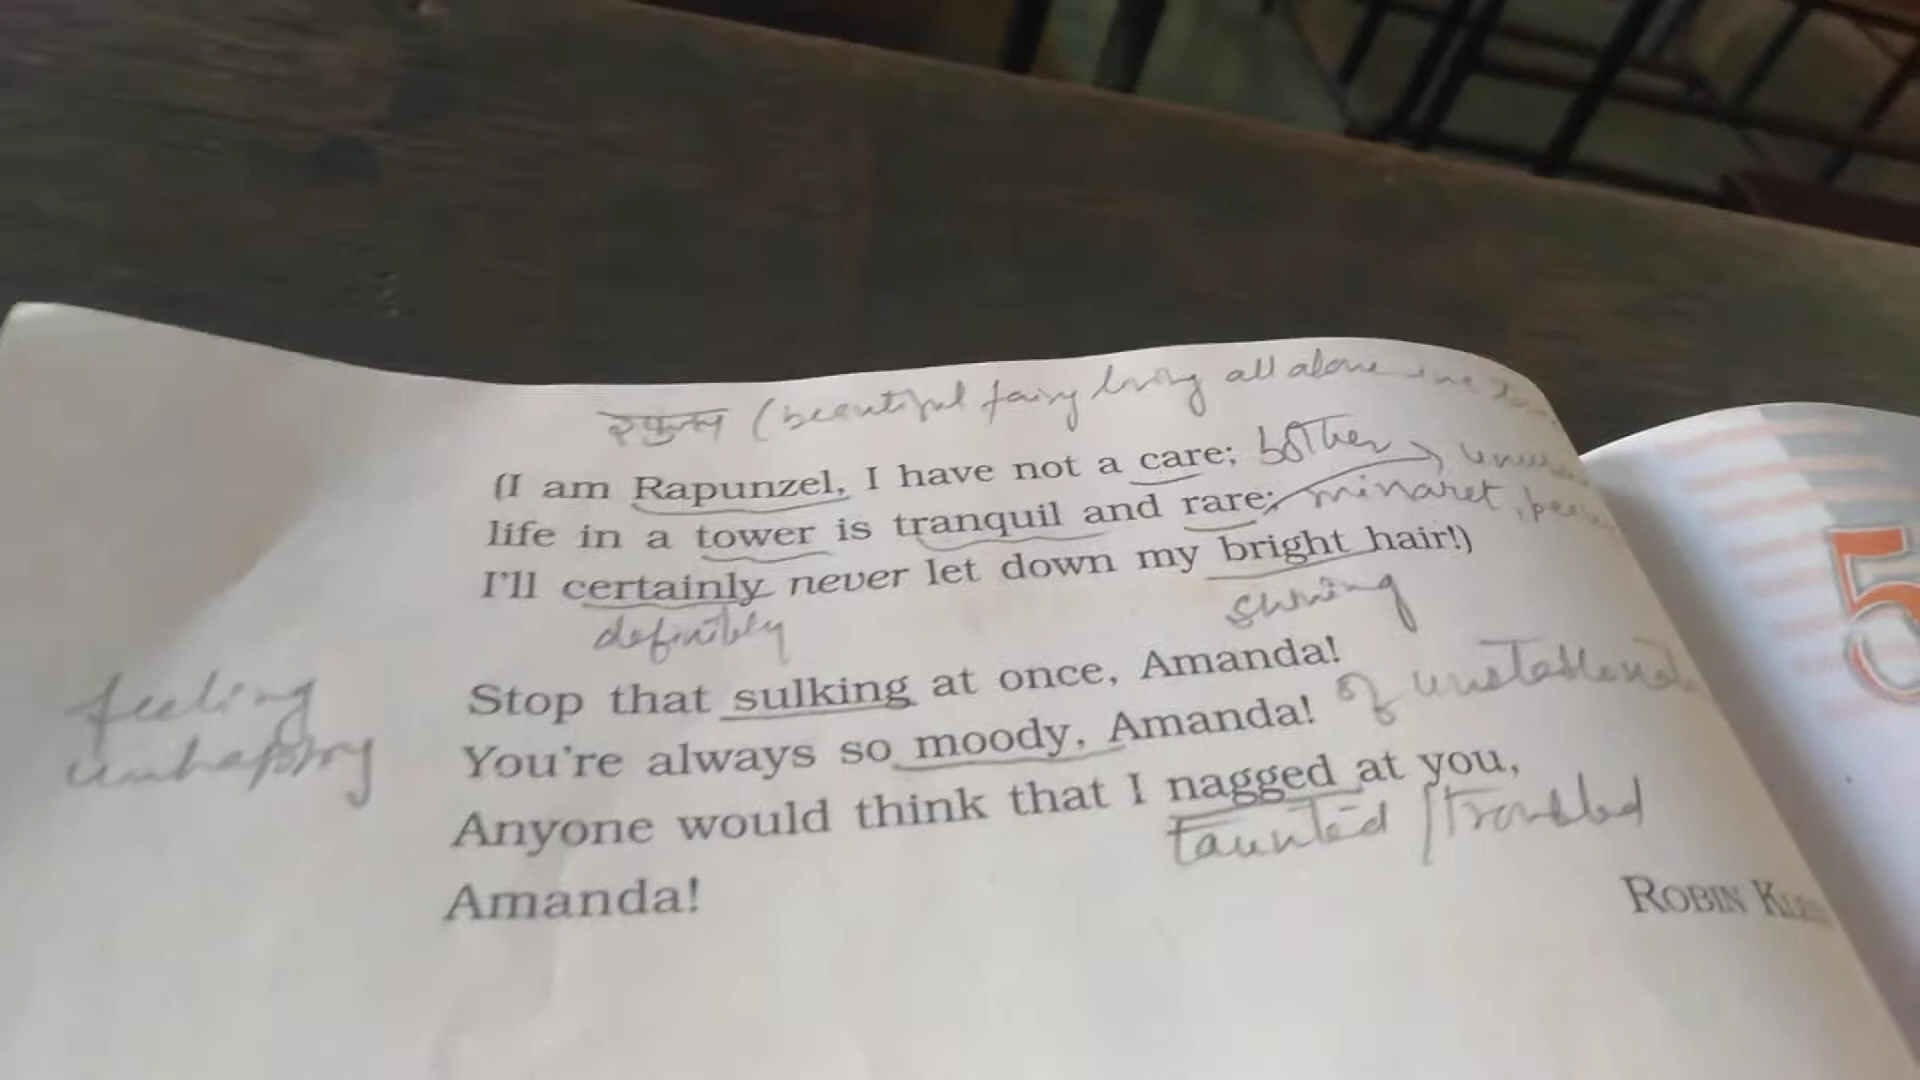 (beautiful fairy living all alone
(I am Rapunzel, I have not a care; bother
life in a tower is tranquil and rare; minaret,
I'll certainly never let down my bright hair!)
definitely shining
Stop that sulking at once, Amanda!
feeling
unhappy
You're always so moody, Amanda! of
Anyone would think that I nagged at you,
taunted / troubled
Amanda!
ROBIN
5